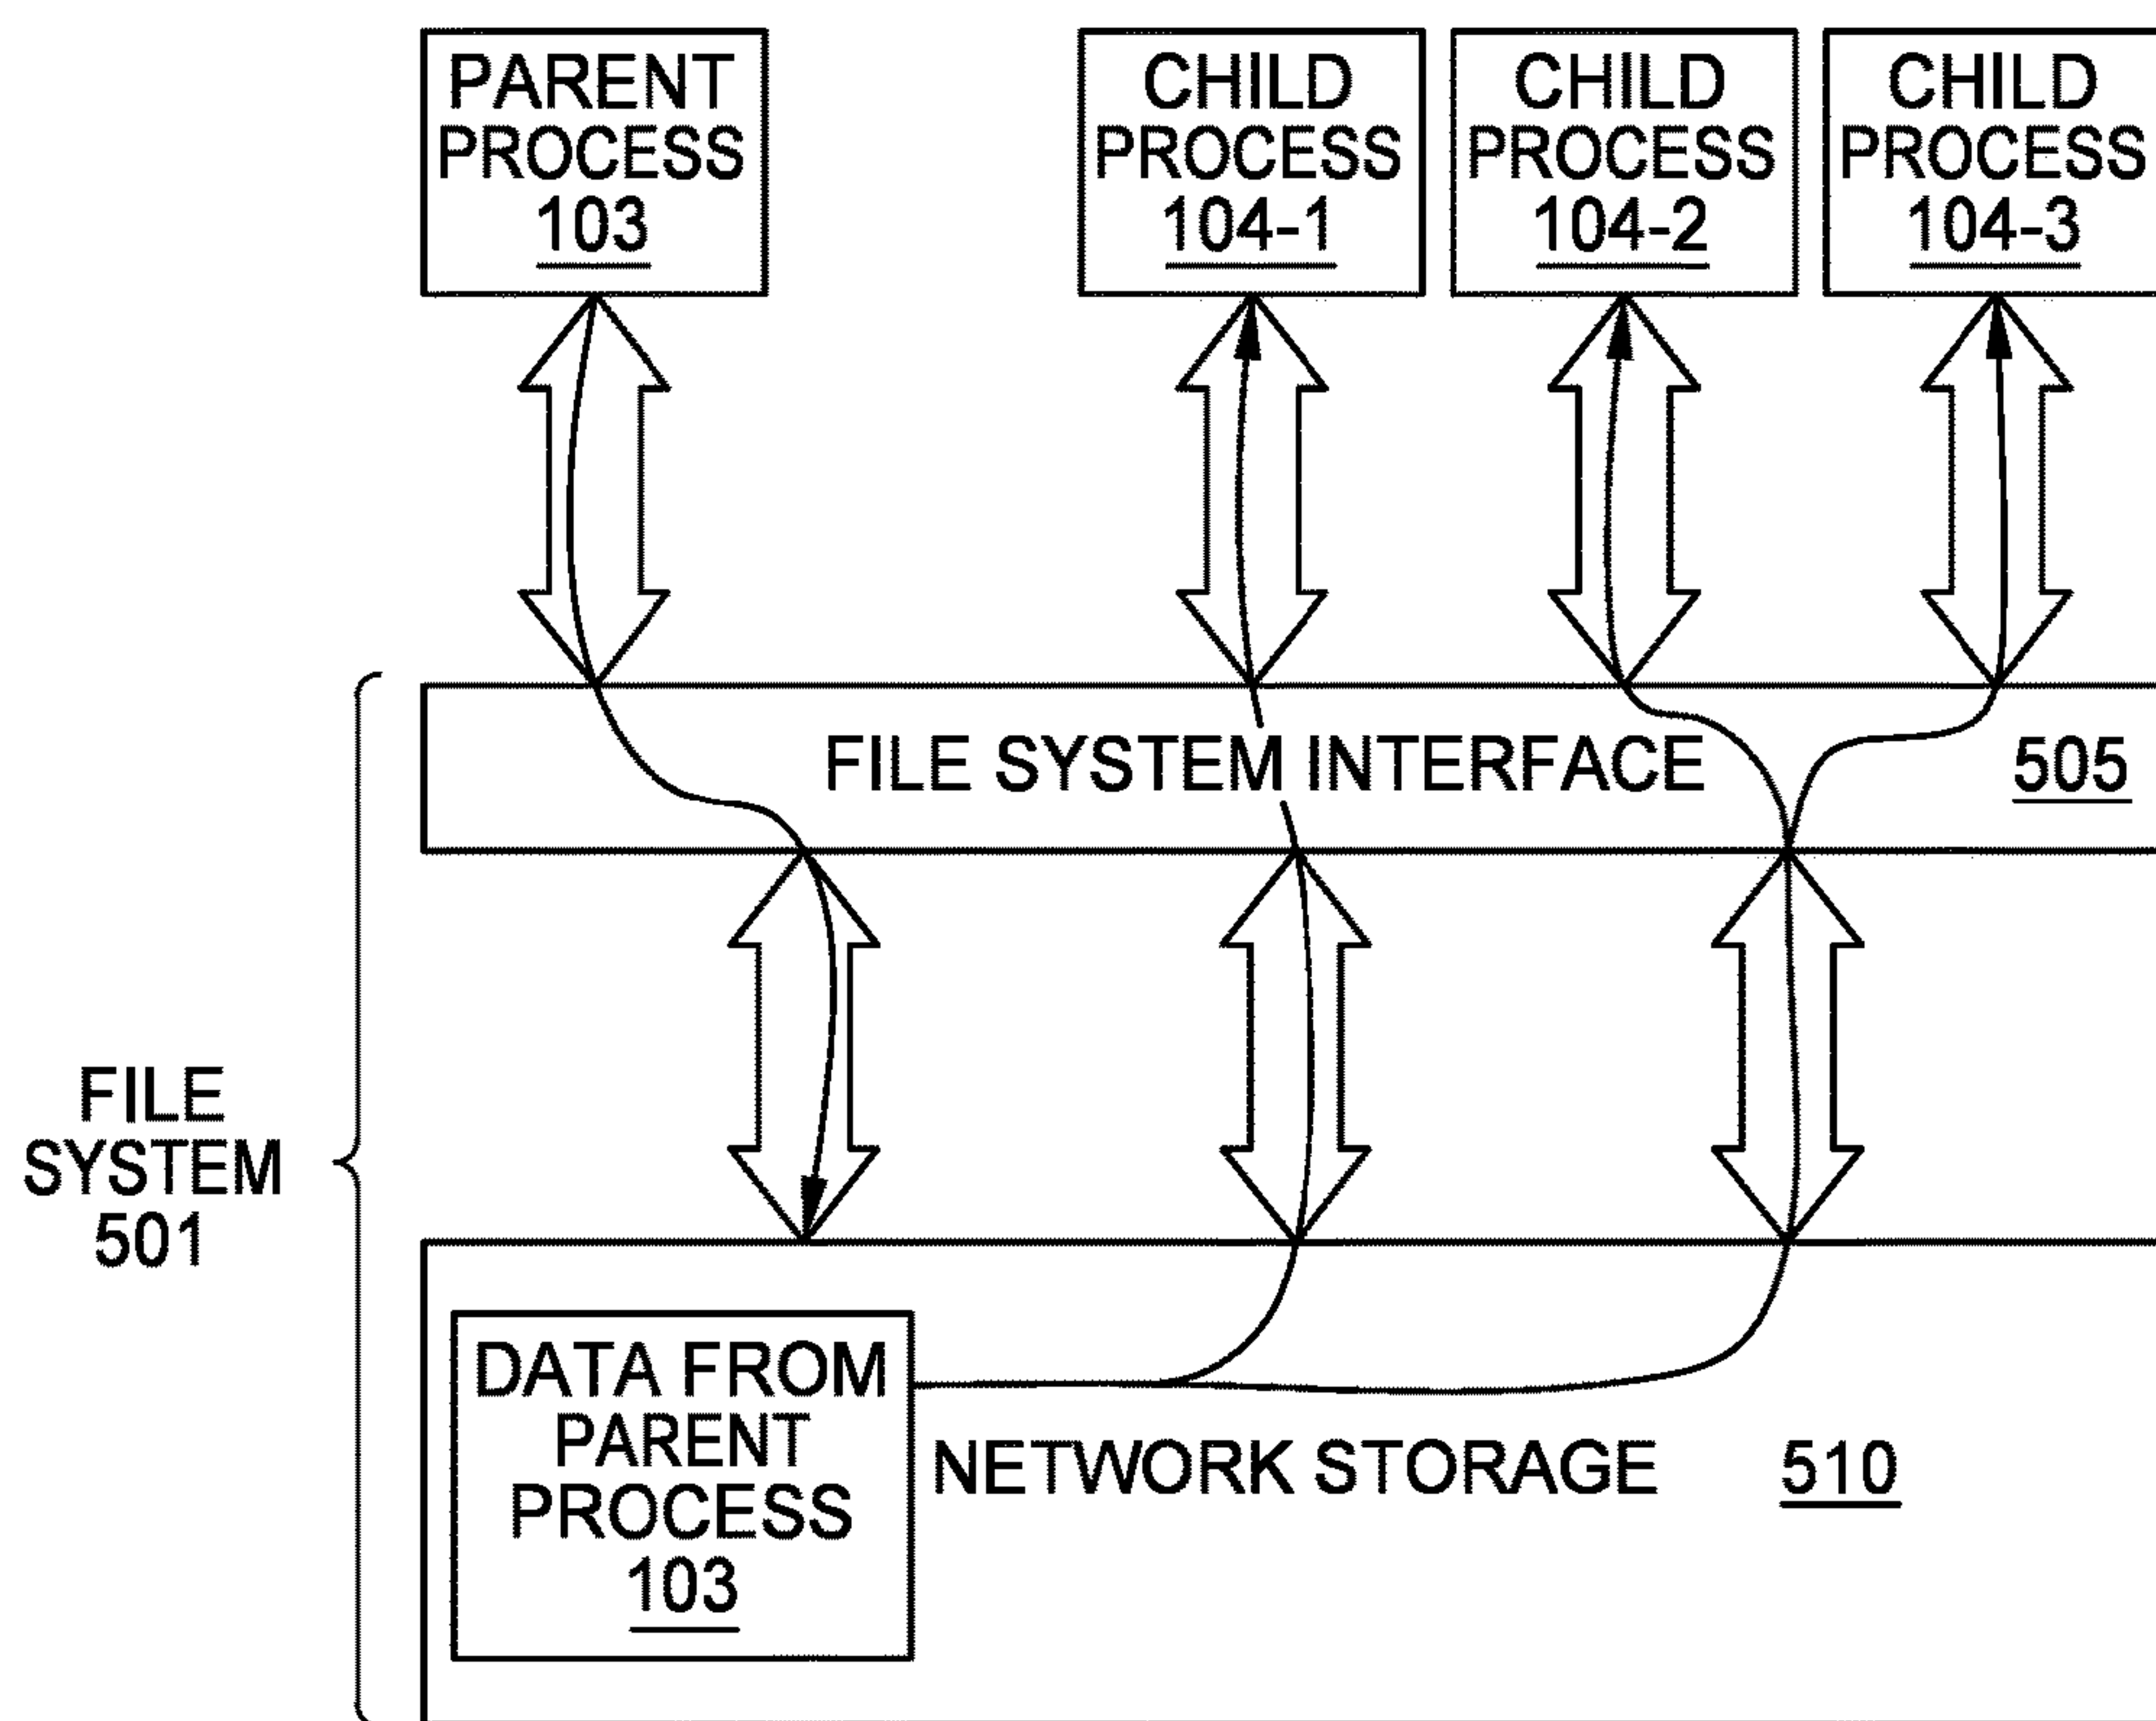 PARENT
PROCESS
103
CHILD
PROCESS
104-1
CHILD
PROCESS
104-2
CHILD
PROCESS
104-3
FILE SYSTEM INTERFACE 505
FILE
SYSTEM
501
DATA FROM
PARENT
PROCESS
103
NETWORK STORAGE 510